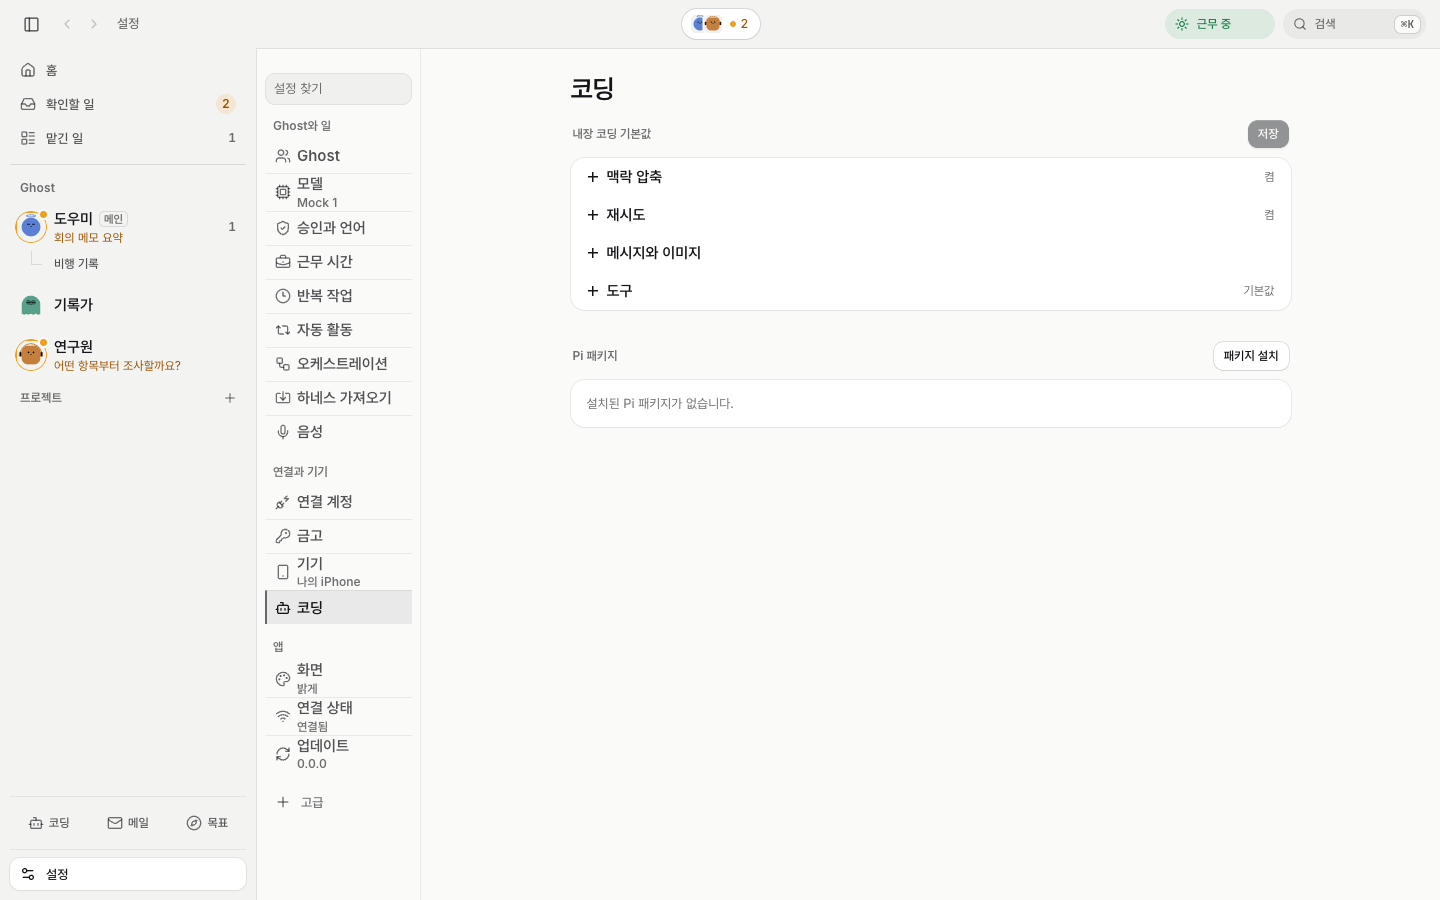 설정
2
근무 중
검색
⌘K
홈
확인할 일
2
맡긴 일
1
Ghost
도우미 메인
회의 메모 요약
1
비행 기록
기록가
연구원
어떤 항목부터 조사할까요?
프로젝트
코딩
메일
목표
설정
설정 찾기
Ghost와 일
Ghost
모델
Mock 1
승인과 언어
근무 시간
반복 작업
자동 활동
오케스트레이션
하네스 가져오기
음성
연결과 기기
연결 계정
금고
기기
나의 iPhone
코딩
앱
화면
밝게
연결 상태
연결됨
업데이트
0.0.0
고급
코딩
내장 코딩 기본값
저장
맥락 압축
켬
재시도
켬
메시지와 이미지
도구
기본값
Pi 패키지
패키지 설치
설치된 Pi 패키지가 없습니다.